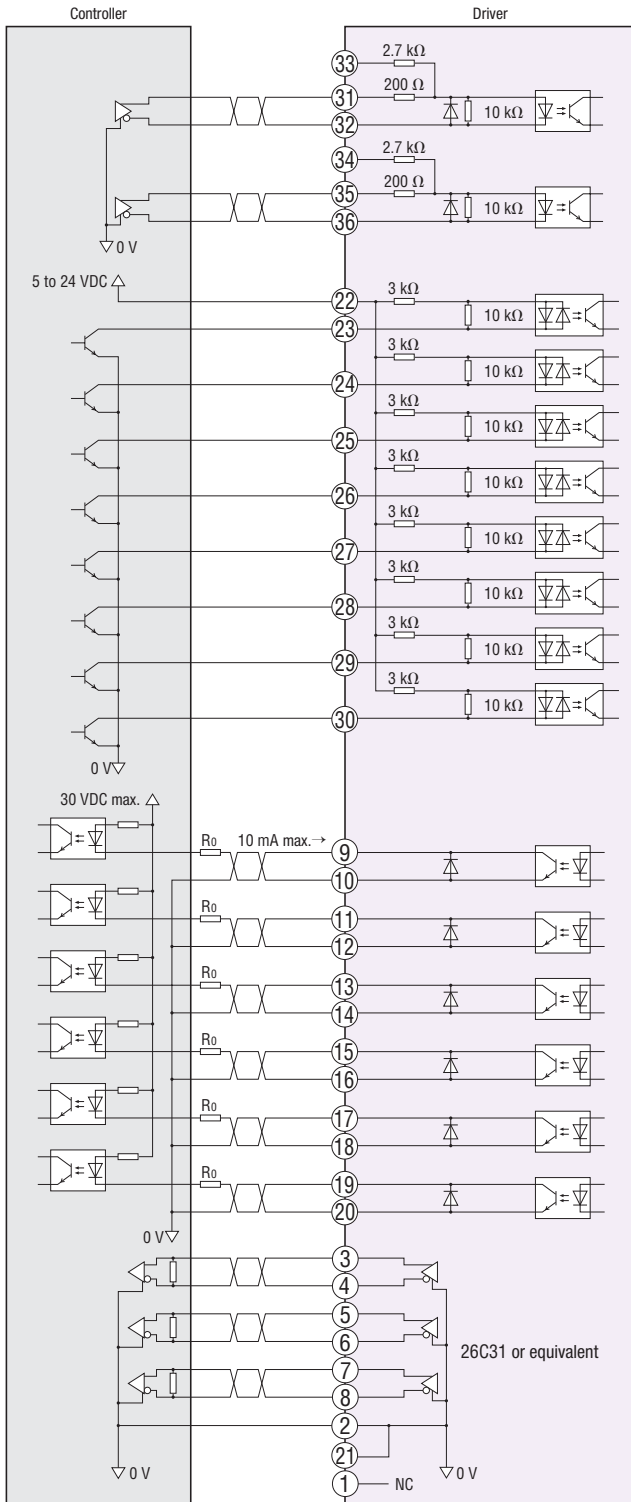 Controller
Driver
33
2.7 kΩ
31
200 Ω
32
10 kΩ
34
2.7 kΩ
35
200 Ω
36
10 kΩ
0 V
5 to 24 VDC
22
3 kΩ
23
10 kΩ
3 kΩ
24
10 kΩ
3 kΩ
25
10 kΩ
3 kΩ
26
10 kΩ
3 kΩ
27
10 kΩ
3 kΩ
28
10 kΩ
3 kΩ
29
10 kΩ
3 kΩ
30
10 kΩ
0 V
30 VDC max.
R0
10 mA max.→
9
10
R0
11
12
R0
13
14
R0
15
16
R0
17
18
R0
19
20
0 V
3
4
5
6
26C31 or equivalent
7
8
2
21
0 V
0 V
1
NC